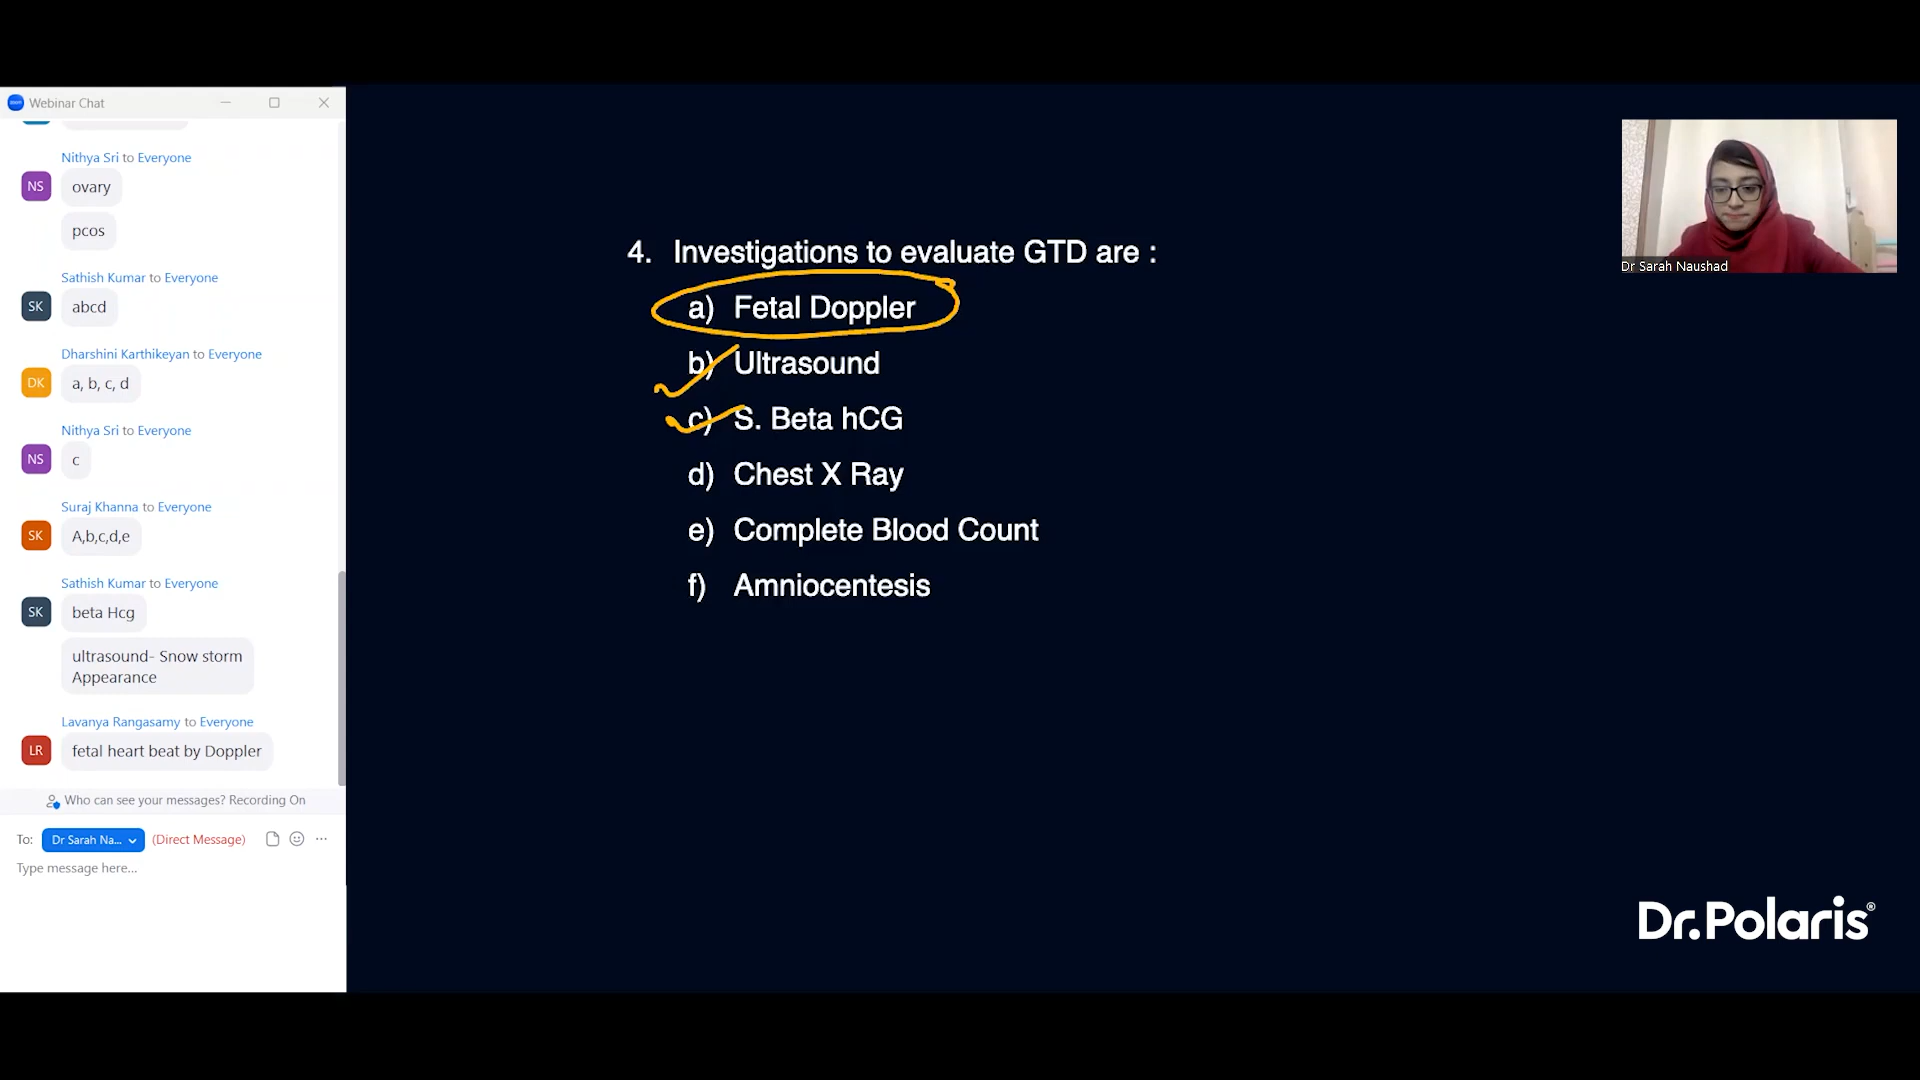 Webinar Chat
Nithya Sri to Everyone
NS
ovary
pcos
Sathish Kumar to Everyone
SK
abcd
Dharshini Karthikeyan to Everyone
DK
a, b, c, d
Nithya Sri to Everyone
NS
c
Suraj Khanna to Everyone
SK
A,b,c,d,e
Sathish Kumar to Everyone
SK
beta Hcg
ultrasound- Snow storm
Appearance
Lavanya Rangasamy to Everyone
LR
fetal heart beat by Doppler
Who can see your messages? Recording On
To: Dr Sarah Na... (Direct Message)
Type message here...
4. Investigations to evaluate GTD are :
a) Fetal Doppler
b) Ultrasound
c) S. Beta hCG
d) Chest X Ray
e) Complete Blood Count
f) Amniocentesis
Dr Sarah Naushad
Dr.Polaris®